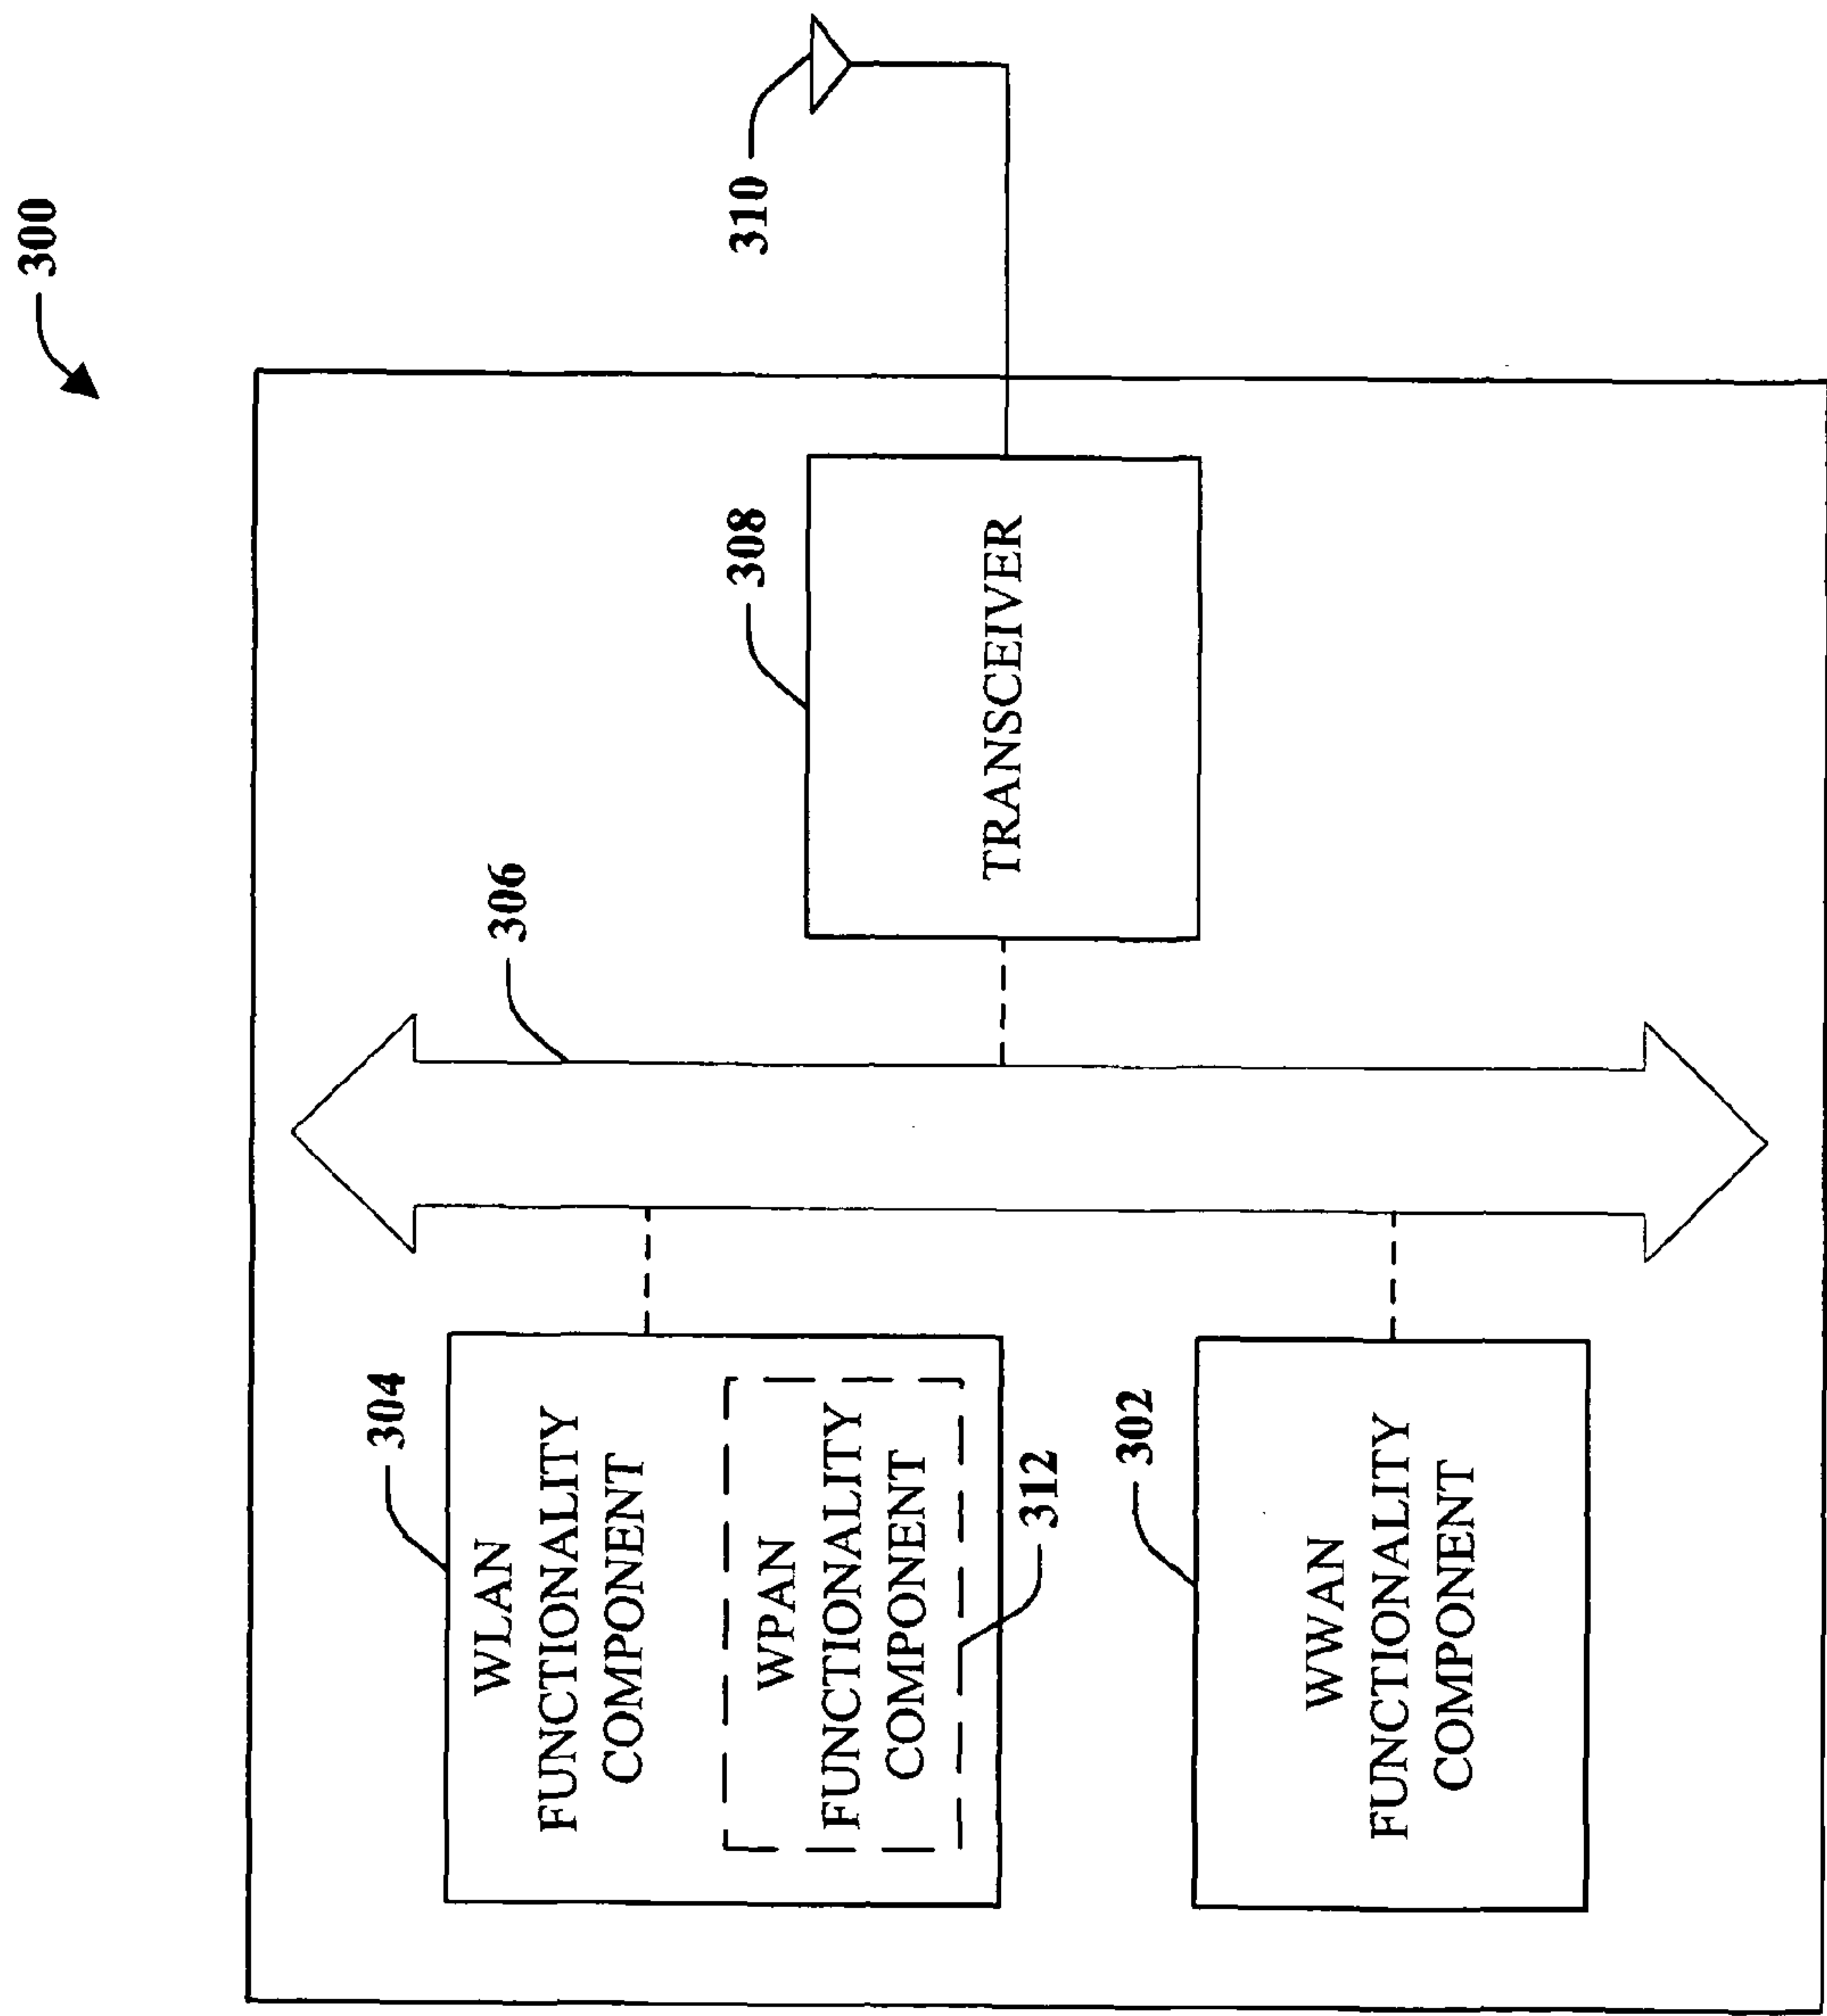 300
304
WLAN
FUNCTIONALITY
COMPONENT
WPAN
FUNCTIONALITY
COMPONENT
312
302
WWAN
FUNCTIONALITY
COMPONENT
306
308
TRANSCEIVER
310